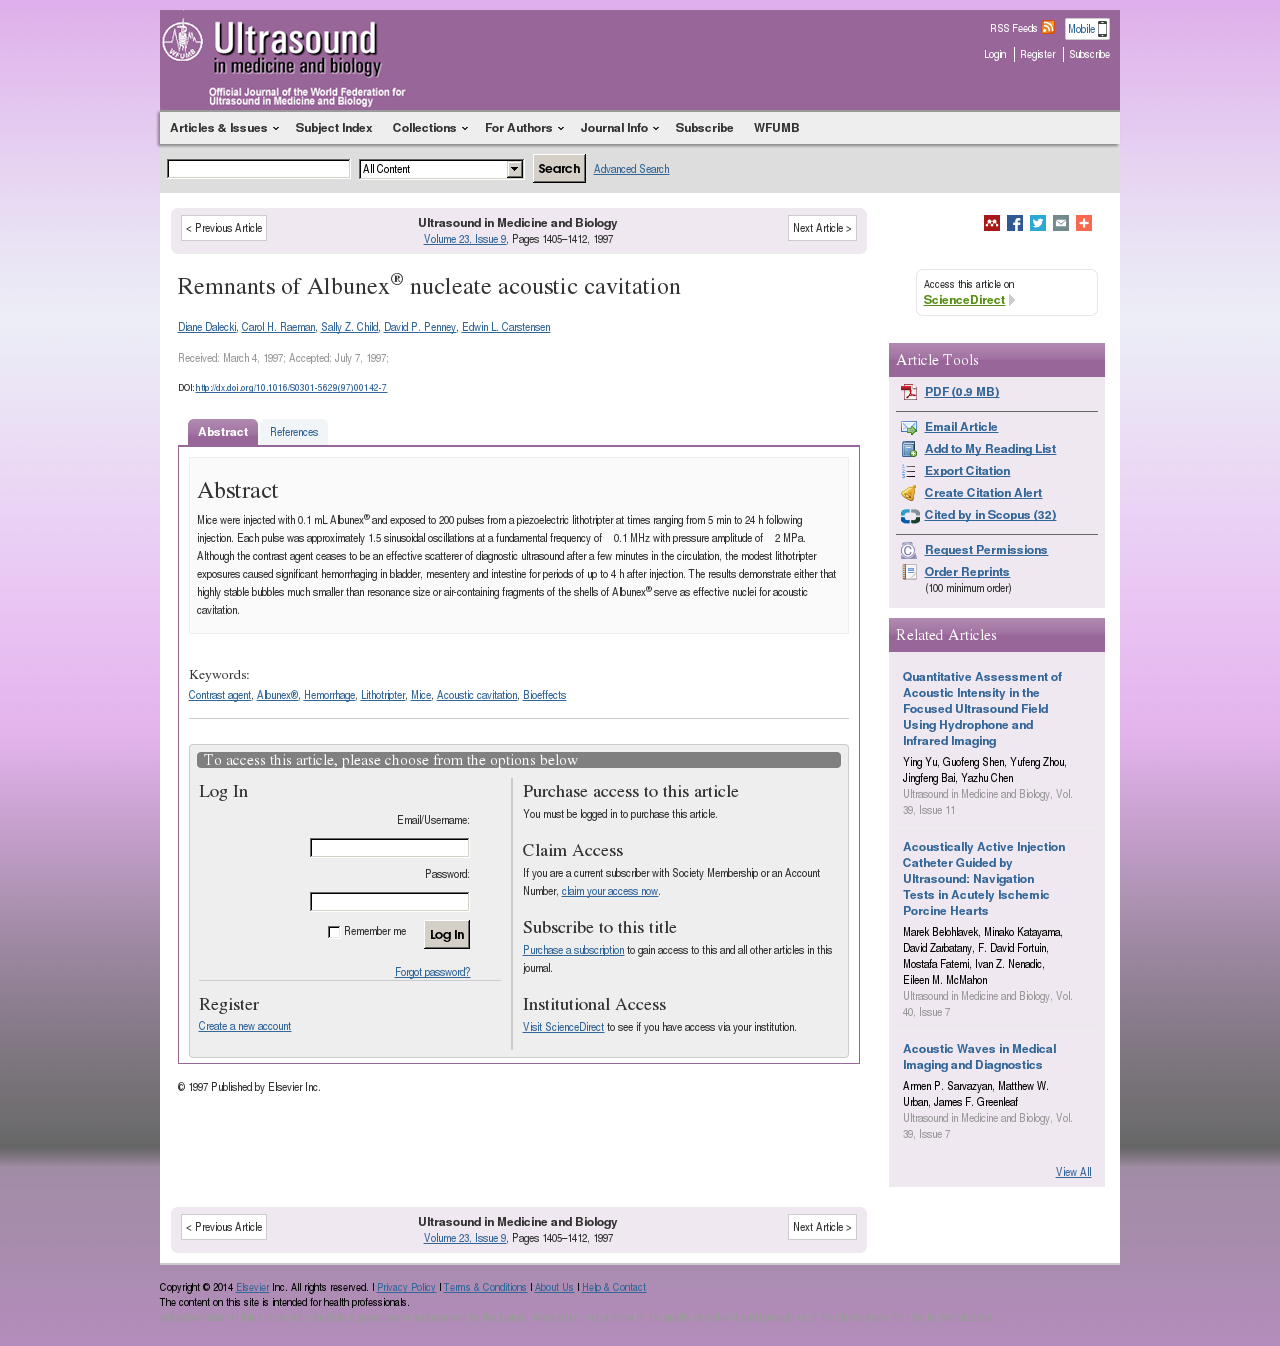 WFUMB
Ultrasound
in medicine and biology
Official Journal of the World Federation for
Ultrasound in Medicine and Biology
RSS Feeds
Mobile
Login Register Subscribe
Articles & Issues Subject Index Collections For Authors Journal Info Subscribe WFUMB
All Content Search Advanced Search
< Previous Article
Ultrasound in Medicine and Biology
Volume 23, Issue 9, Pages 1405–1412, 1997
Next Article >
Remnants of Albunex® nucleate acoustic cavitation
Diane Dalecki, Carol H. Raeman, Sally Z. Child, David P. Penney, Edwin L. Carstensen
Received: March 4, 1997; Accepted: July 7, 1997;
DOI: http://dx.doi.org/10.1016/S0301-5629(97)00142-7
Abstract References
Abstract
Mice were injected with 0.1 mL Albunex® and exposed to 200 pulses from a piezoelectric lithotripter at times ranging from 5 min to 24 h following
injection. Each pulse was approximately 1.5 sinusoidal oscillations at a fundamental frequency of 0.1 MHz with pressure amplitude of 2 MPa.
Although the contrast agent ceases to be an effective scatterer of diagnostic ultrasound after a few minutes in the circulation, the modest lithotripter
exposures caused significant hemorrhaging in bladder, mesentery and intestine for periods of up to 4 h after injection. The results demonstrate either that
highly stable bubbles much smaller than resonance size or air-containing fragments of the shells of Albunex® serve as effective nuclei for acoustic
cavitation.
Keywords:
Contrast agent, Albunex®, Hemorrhage, Lithotripter, Mice, Acoustic cavitation, Bioeffects
To access this article, please choose from the options below
Log In
Email/Username:
Password:
Remember me
Log In
Forgot password?
Register
Create a new account
Purchase access to this article
You must be logged in to purchase this article.
Claim Access
If you are a current subscriber with Society Membership or an Account
Number, claim your access now.
Subscribe to this title
Purchase a subscription to gain access to this and all other articles in this
journal.
Institutional Access
Visit ScienceDirect to see if you have access via your institution.
© 1997 Published by Elsevier Inc.
Access this article on
ScienceDirect
Article Tools
PDF (0.9 MB)
Email Article
Add to My Reading List
Export Citation
Create Citation Alert
Cited by in Scopus (32)
Request Permissions
Order Reprints
(100 minimum order)
Related Articles
Quantitative Assessment of
Acoustic Intensity in the
Focused Ultrasound Field
Using Hydrophone and
Infrared Imaging
Ying Yu, Guofeng Shen, Yufeng Zhou,
Jingfeng Bai, Yazhu Chen
Ultrasound in Medicine and Biology, Vol.
39, Issue 11
Acoustically Active Injection
Catheter Guided by
Ultrasound: Navigation
Tests in Acutely Ischemic
Porcine Hearts
Marek Belohlavek, Minako Katayama,
David Zarbatany, F. David Fortuin,
Mostafa Fatemi, Ivan Z. Nenadic,
Eileen M. McMahon
Ultrasound in Medicine and Biology, Vol.
40, Issue 7
Acoustic Waves in Medical
Imaging and Diagnostics
Armen P. Sarvazyan, Matthew W.
Urban, James F. Greenleaf
Ultrasound in Medicine and Biology, Vol.
39, Issue 7
View All
< Previous Article
Ultrasound in Medicine and Biology
Volume 23, Issue 9, Pages 1405–1412, 1997
Next Article >
Copyright © 2014 Elsevier Inc. All rights reserved. | Privacy Policy | Terms & Conditions | About Us | Help & Contact
The content on this site is intended for health professionals.